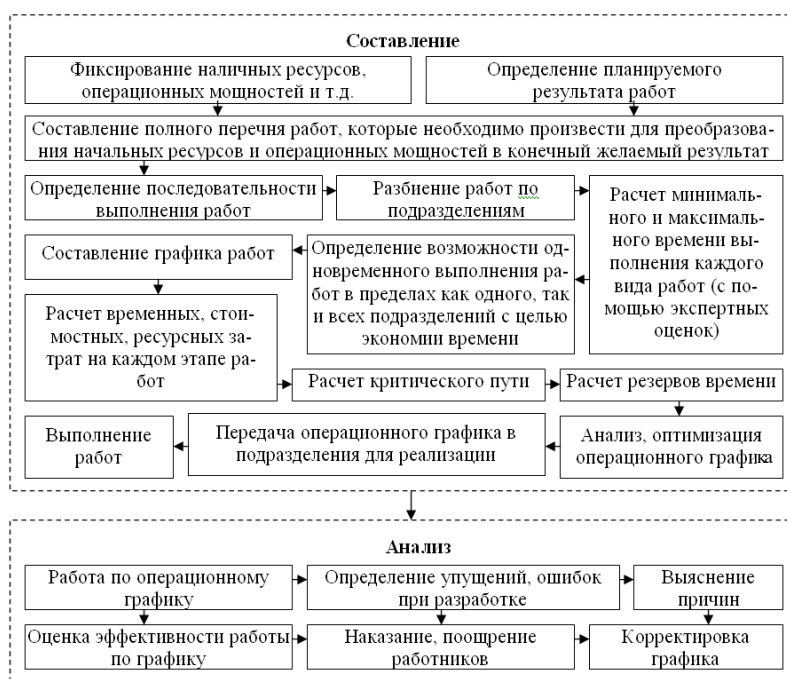 Составление
Фиксирование наличных ресурсов,
операционных мощностей и т.д.
Определение планируемого
результата работ
Составление полного перечня работ, которые необходимо произвести для преобразова-
ния начальных ресурсов и операционных мощностей в конечный желаемый результат
Определение последовательности
выполнения работ
Разбиение работ по
подразделениям
Расчет минималь-
ного и максималь-
ного времени вы-
полнения каждого
вида работ (с по-
мощью экспертных
оценок)
Определение возможности од-
новременного выполнения ра-
бот в пределах как одного, так
и всех подразделений с целью
экономии времени
Составление графика работ
Расчет временных, стои-
мостных, ресурсных за-
трат на каждом этапе ра-
бот
Расчет критического пути
Расчет резервов времени
Анализ, оптимизация
операционного графика
Передача операционного графика в
подразделения для реализации
Выполнение
работ
Анализ
Работа по операционному
графику
Определение упущений, ошибок
при разработке
Выяснение
причин
Оценка эффективности работы
по графику
Наказание, поощрение
работников
Корректировка
графика